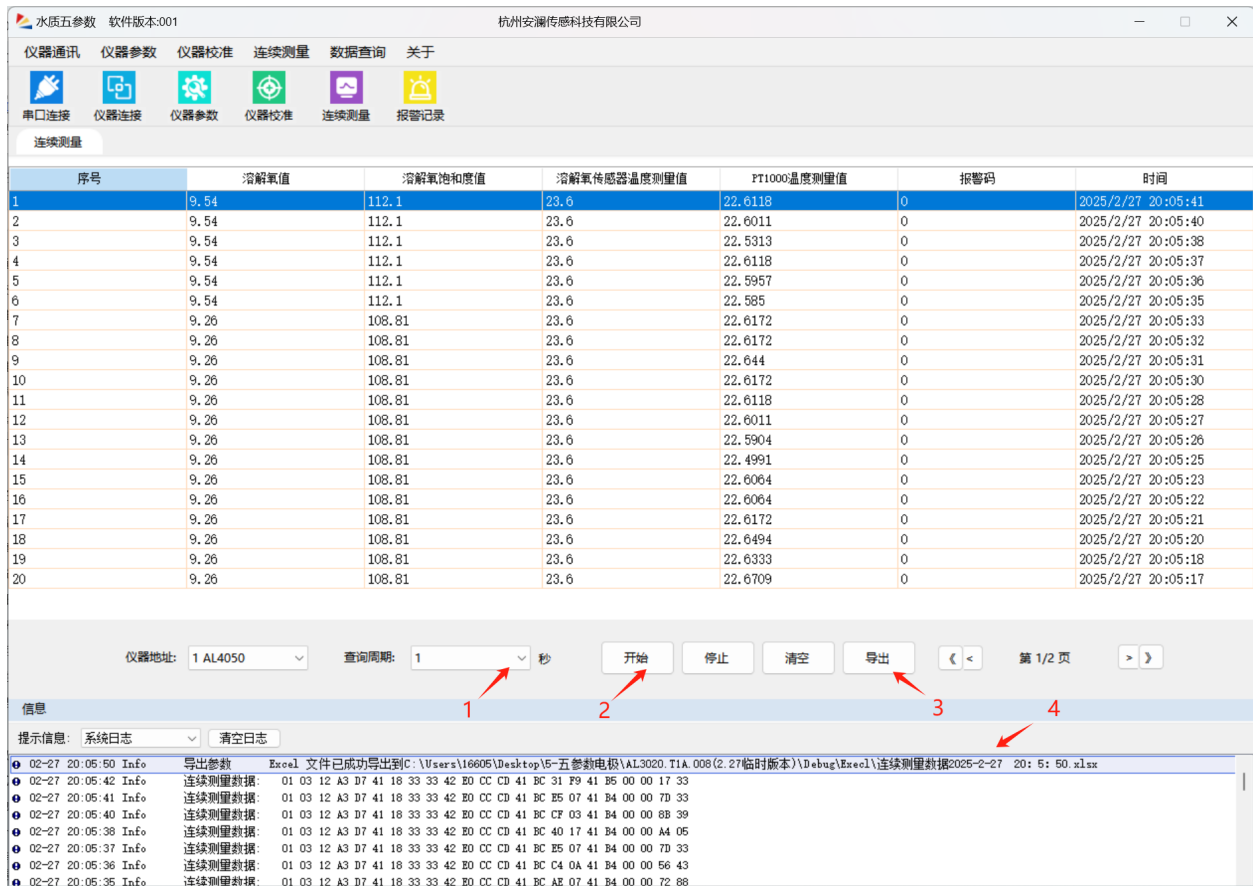 水质五参数 软件版本:001 杭州安澜传感科技有限公司
仪器通讯 仪器参数 仪器校准 连续测量 数据查询 关于
串口连接 仪器连接 仪器参数 仪器校准 连续测量 报警记录
连续测量
序号 溶解氧值 溶解氧饱和度值 溶解氧传感器温度测量值 PT1000温度测量值 报警码 时间
1 9.54 112.1 23.6 22.6118 0 2025/2/27 20:05:41
2 9.54 112.1 23.6 22.6011 0 2025/2/27 20:05:40
3 9.54 112.1 23.6 22.5313 0 2025/2/27 20:05:38
4 9.54 112.1 23.6 22.6118 0 2025/2/27 20:05:37
5 9.54 112.1 23.6 22.5957 0 2025/2/27 20:05:36
6 9.54 112.1 23.6 22.585 0 2025/2/27 20:05:35
7 9.26 108.81 23.6 22.6172 0 2025/2/27 20:05:33
8 9.26 108.81 23.6 22.6172 0 2025/2/27 20:05:32
9 9.26 108.81 23.6 22.644 0 2025/2/27 20:05:31
10 9.26 108.81 23.6 22.6172 0 2025/2/27 20:05:30
11 9.26 108.81 23.6 22.6118 0 2025/2/27 20:05:28
12 9.26 108.81 23.6 22.6011 0 2025/2/27 20:05:27
13 9.26 108.81 23.6 22.5904 0 2025/2/27 20:05:26
14 9.26 108.81 23.6 22.4991 0 2025/2/27 20:05:25
15 9.26 108.81 23.6 22.6064 0 2025/2/27 20:05:23
16 9.26 108.81 23.6 22.6064 0 2025/2/27 20:05:22
17 9.26 108.81 23.6 22.6172 0 2025/2/27 20:05:21
18 9.26 108.81 23.6 22.6494 0 2025/2/27 20:05:20
19 9.26 108.81 23.6 22.6333 0 2025/2/27 20:05:18
20 9.26 108.81 23.6 22.6709 0 2025/2/27 20:05:17
仪器地址: 1 AL4050 查询周期: 1 秒 开始 停止 清空 导出 《 < 第 1/2 页 > 》
1 2 3 4
信息
提示信息: 系统日志 清空日志
02-27 20:05:50 Info 导出参数 Excel 文件已成功导出到C:\Users\16605\Desktop\5-五参数电极\AL3020.T1A.008(2.27临时版本)\Debug\Execl\连续测量数据2025-2-27 20: 5: 50.xlsx
02-27 20:05:42 Info 连续测量数据: 01 03 12 A3 D7 41 18 33 33 42 E0 CC CD 41 BC 31 F9 41 B5 00 00 17 33
02-27 20:05:41 Info 连续测量数据: 01 03 12 A3 D7 41 18 33 33 42 E0 CC CD 41 BC E5 07 41 B4 00 00 7D 33
02-27 20:05:40 Info 连续测量数据: 01 03 12 A3 D7 41 18 33 33 42 E0 CC CD 41 BC CF 03 41 B4 00 00 8B 39
02-27 20:05:38 Info 连续测量数据: 01 03 12 A3 D7 41 18 33 33 42 E0 CC CD 41 BC 40 17 41 B4 00 00 A4 05
02-27 20:05:37 Info 连续测量数据: 01 03 12 A3 D7 41 18 33 33 42 E0 CC CD 41 BC E5 07 41 B4 00 00 7D 33
02-27 20:05:36 Info 连续测量数据: 01 03 12 A3 D7 41 18 33 33 42 E0 CC CD 41 BC C4 0A 41 B4 00 00 56 43
02-27 20:05:35 Info 连续测量数据: 01 03 12 A3 D7 41 18 33 33 42 E0 CC CD 41 BC AE 07 41 B4 00 00 72 88